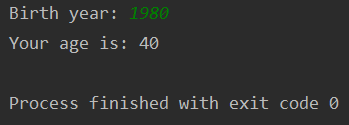 Birth year: 1980
Your age is: 40
Process finished with exit code 0